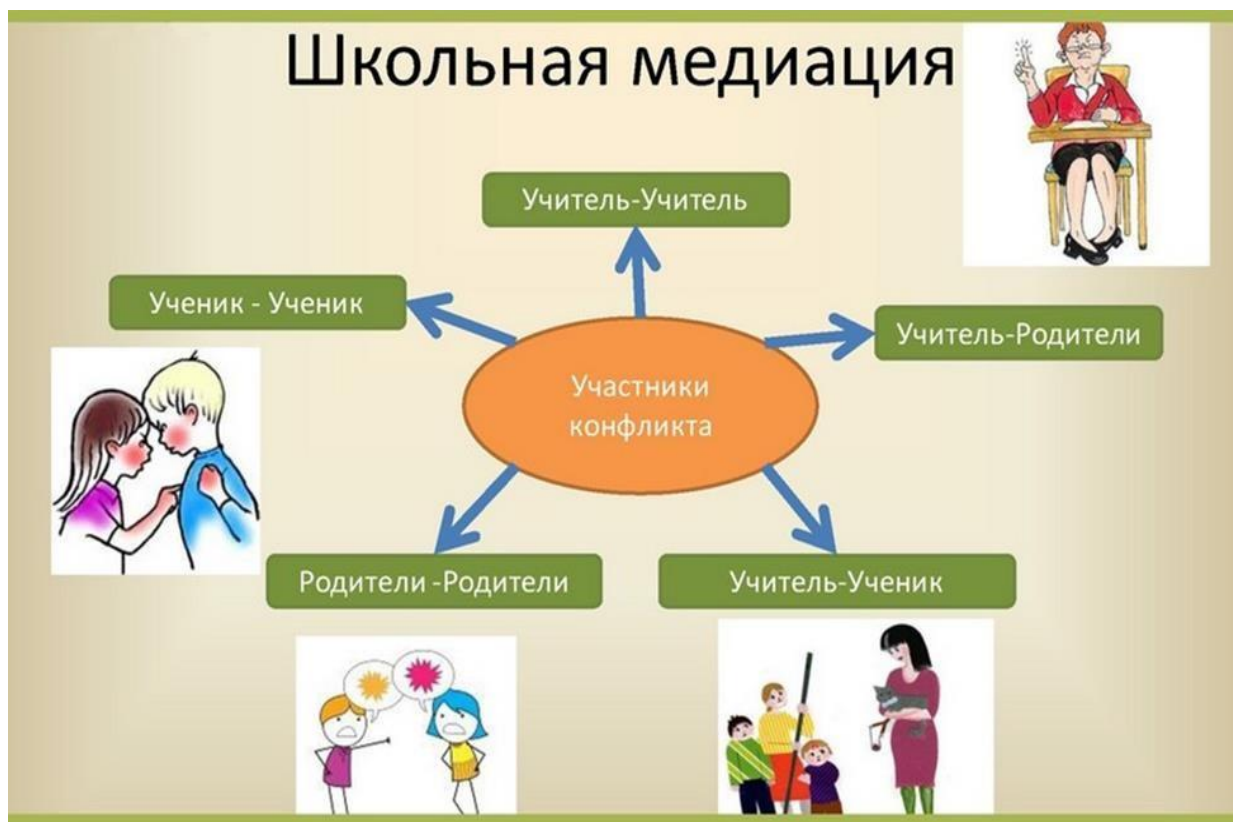 Школьная медиация
Учитель-Учитель
Ученик - Ученик
Учитель-Родители
Участники
конфликта
Родители -Родители
Учитель-Ученик